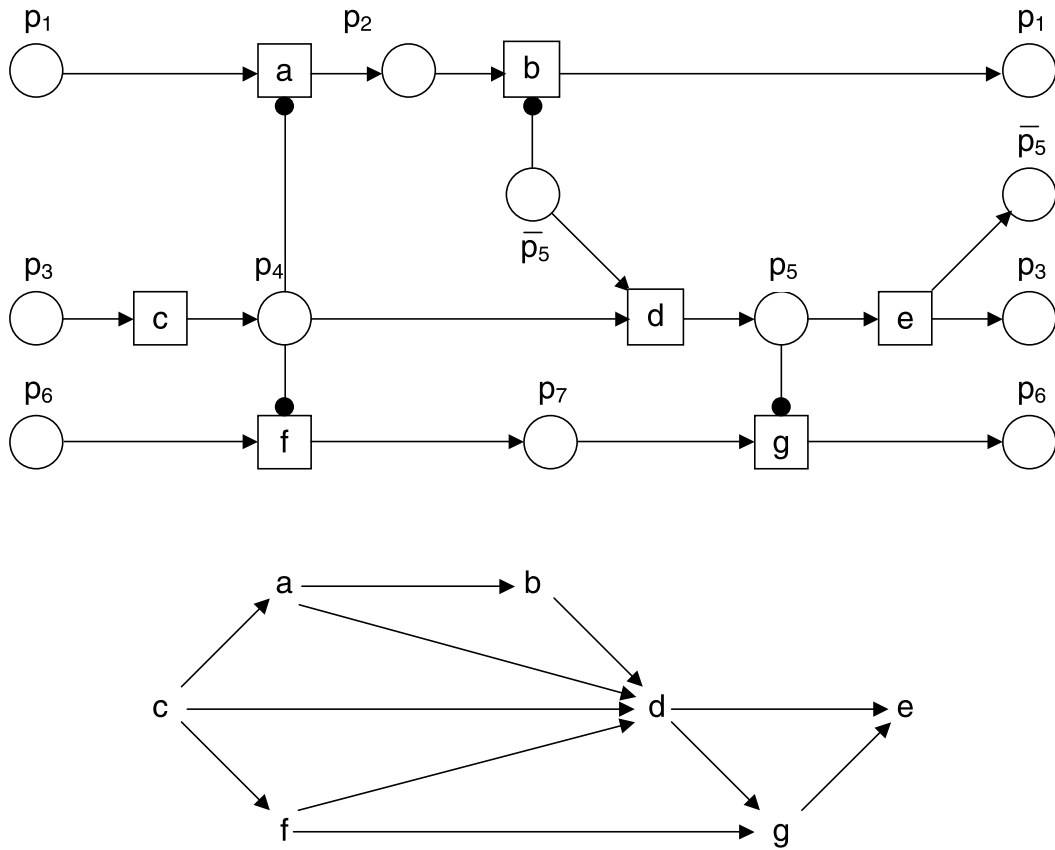 p₁ p₂ p₁
a b
p̅₅
p̅₅
p₃ p₄ p₅ p₃
c d e
p₆ p₇ p₆
f g
a b
c d e
f g